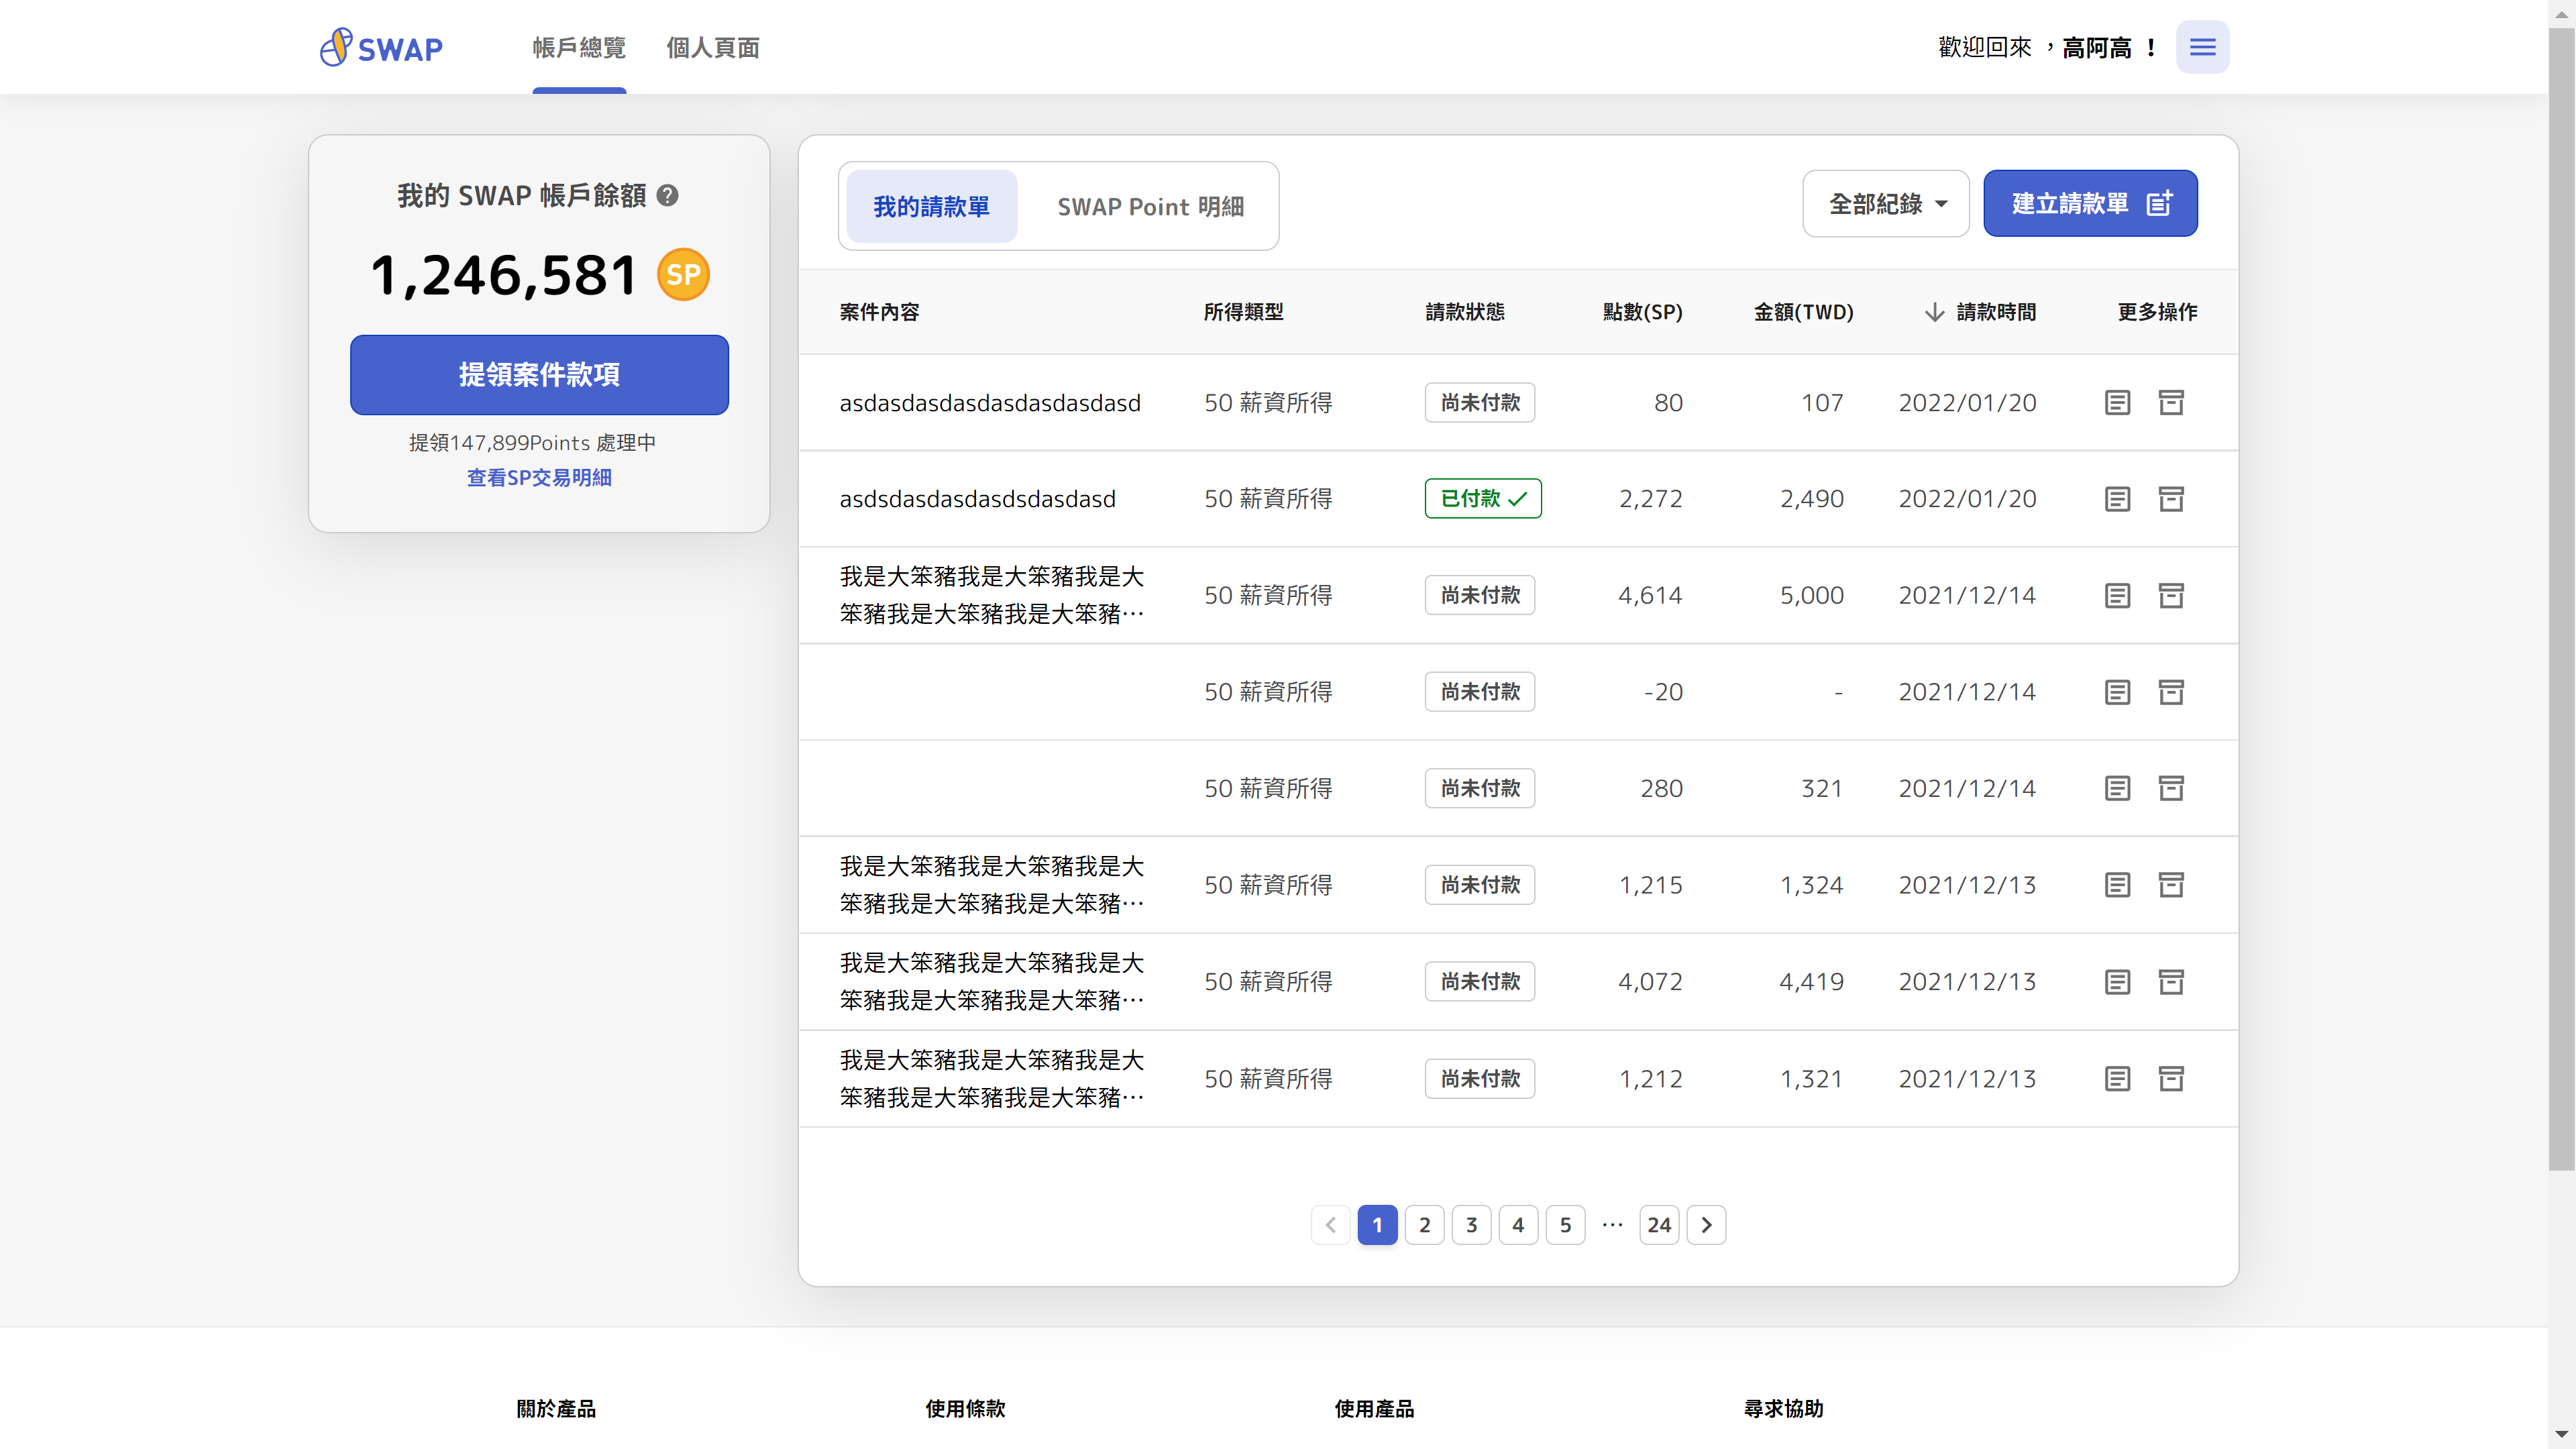 SWAP 帳戶總覽 個人頁面 歡迎回來，高阿高！
我的 SWAP 帳戶餘額 ?
1,246,581 SP
提領案件款項
提領147,899Points 處理中
查看SP交易明細
我的請款單 SWAP Point 明細 全部紀錄 建立請款單
案件內容 所得類型 請款狀態 點數(SP) 金額(TWD) 請款時間 更多操作
asdasdasdasdasdasdasdasd 50 薪資所得 尚未付款 80 107 2022/01/20
asdsdasdasdasdsdasdasd 50 薪資所得 已付款 2,272 2,490 2022/01/20
我是大笨豬我是大笨豬我是大
笨豬我是大笨豬我是大笨豬… 50 薪資所得 尚未付款 4,614 5,000 2021/12/14
50 薪資所得 尚未付款 -20 - 2021/12/14
50 薪資所得 尚未付款 280 321 2021/12/14
我是大笨豬我是大笨豬我是大
笨豬我是大笨豬我是大笨豬… 50 薪資所得 尚未付款 1,215 1,324 2021/12/13
我是大笨豬我是大笨豬我是大
笨豬我是大笨豬我是大笨豬… 50 薪資所得 尚未付款 4,072 4,419 2021/12/13
我是大笨豬我是大笨豬我是大
笨豬我是大笨豬我是大笨豬… 50 薪資所得 尚未付款 1,212 1,321 2021/12/13
1 2 3 4 5 … 24
關於產品 使用條款 使用產品 尋求協助